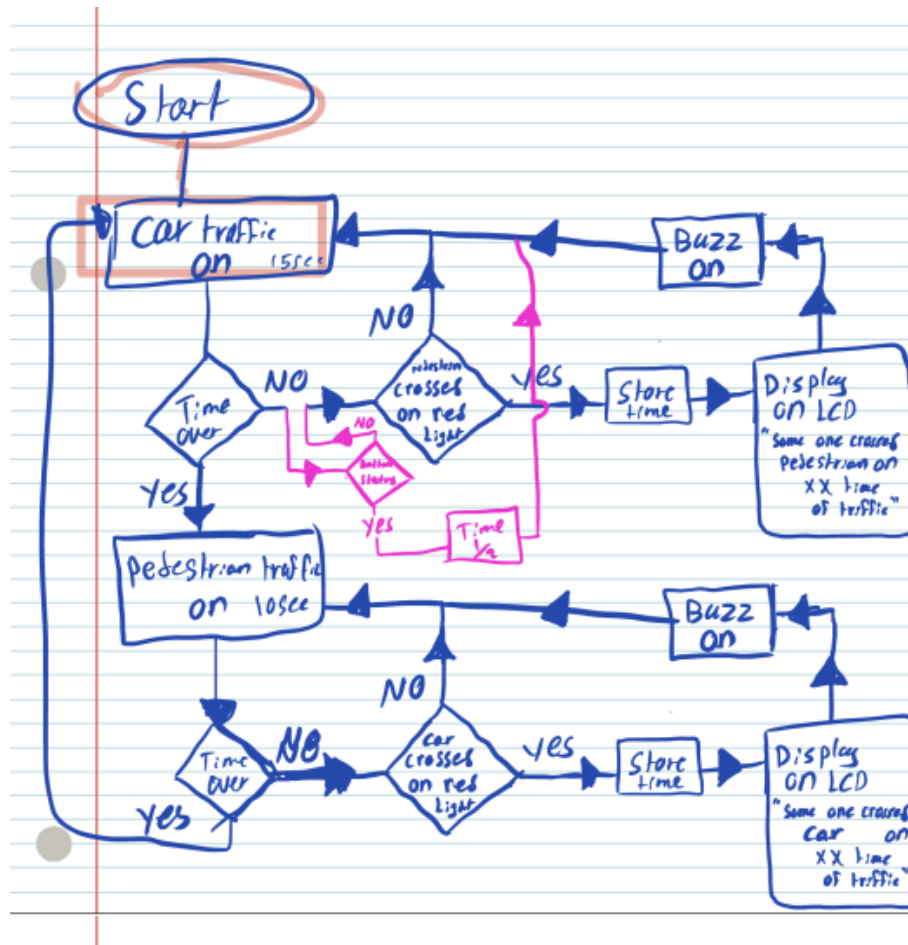 Start
Car traffic
on 15sec
Buzz
on
NO
Time
over
NO
pedestrian
crosses
on red
Light
yes
Store
time
Display
on LCD
"Some one crosses
pedestrian on
XX time
of traffic"
NO
Button
Status
yes
yes
Time
1/2
pedestrian traffic
on 10sec
Buzz
on
NO
Time
over
NO
Car
crosses
on red
Light
yes
Store
time
Display
on LCD
"Some one crosses
Car on
XX time
of traffic"
yes